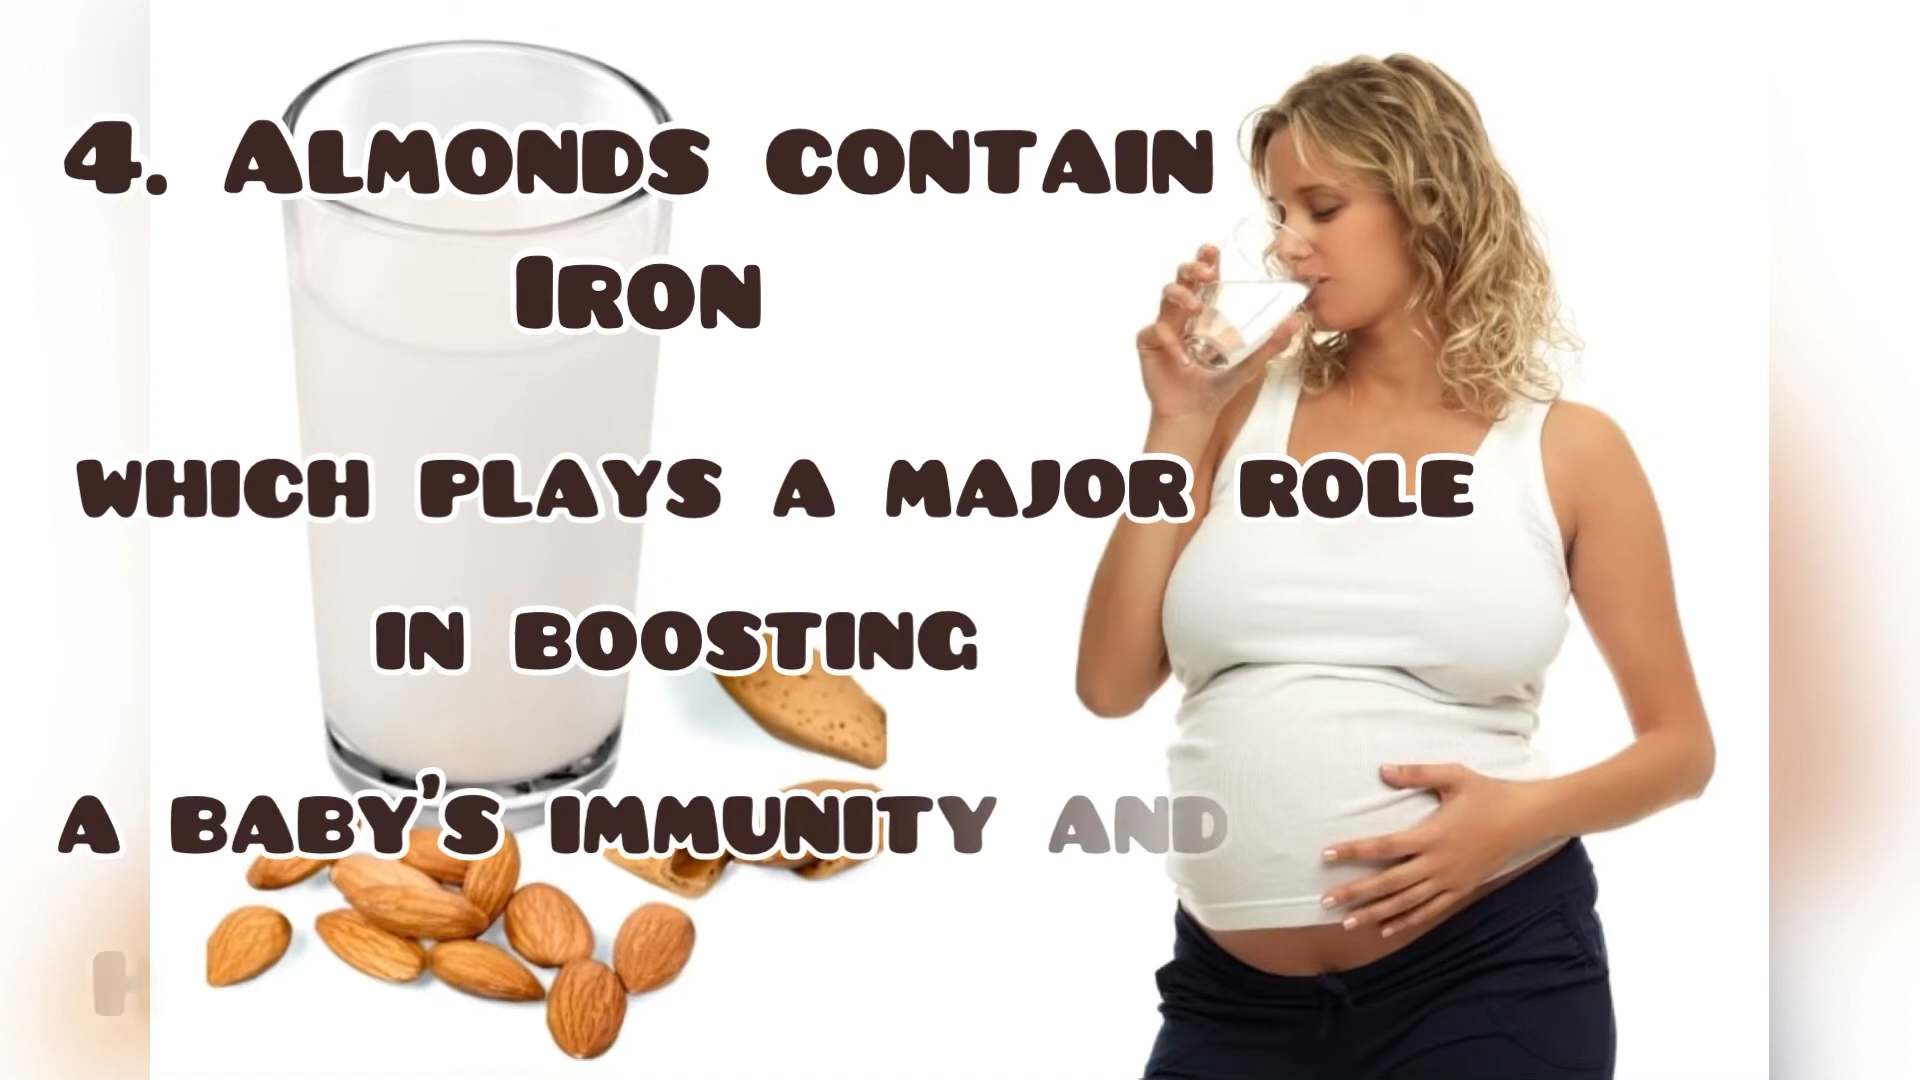 4. Almonds contain
Iron
which plays a major role
in boosting
a baby's immunity and